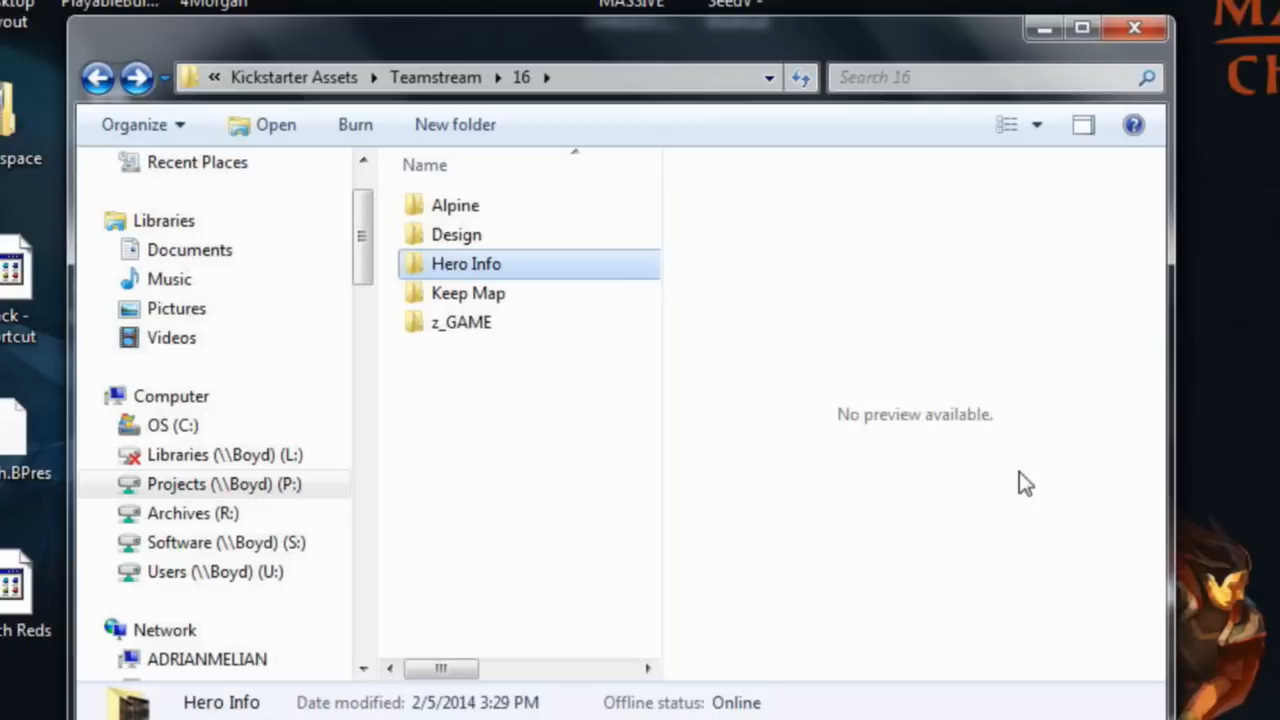 PlayableBui...
4Morgan
MASSIVE
SeedV -
Kickstarter Assets
Teamstream
16
Search 16
Organize
Open
Burn
New folder
space
Recent Places
Name
Libraries
Documents
Music
Pictures
Videos
Alpine
Design
Hero Info
Keep Map
z_GAME
ck -
ortcut
Computer
OS (C:)
Libraries (\\Boyd) (L:)
Projects (\\Boyd) (P:)
Archives (R:)
Software (\\Boyd) (S:)
Users (\\Boyd) (U:)
No preview available.
h.BPres
Network
ADRIANMELIAN
ch Reds
Hero Info
Date modified: 2/5/2014 3:29 PM
Offline status: Online